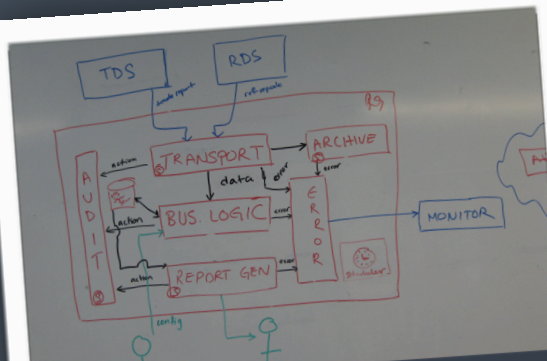 TDS
RDS
TRANSPORT
ARCHIVE
action
error
error
data
AUDIT
ERROR
BUS. LOGIC
error
action
MONITOR
REPORT GEN
error
action
config